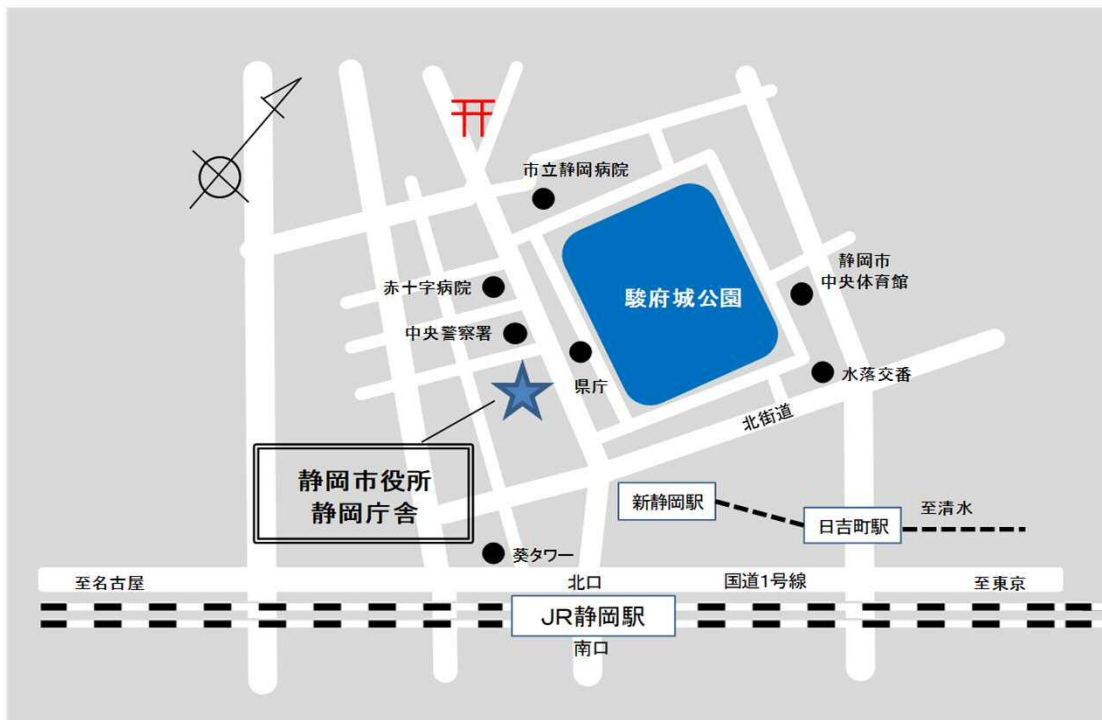 市立静岡病院
静岡市
中央体育館
赤十字病院
駿府城公園
中央警察署
県庁
水落交番
北街道
静岡市役所
静岡庁舎
新静岡駅
至清水
日吉町駅
葵タワー
至名古屋
北口
国道1号線
至東京
JR静岡駅
南口